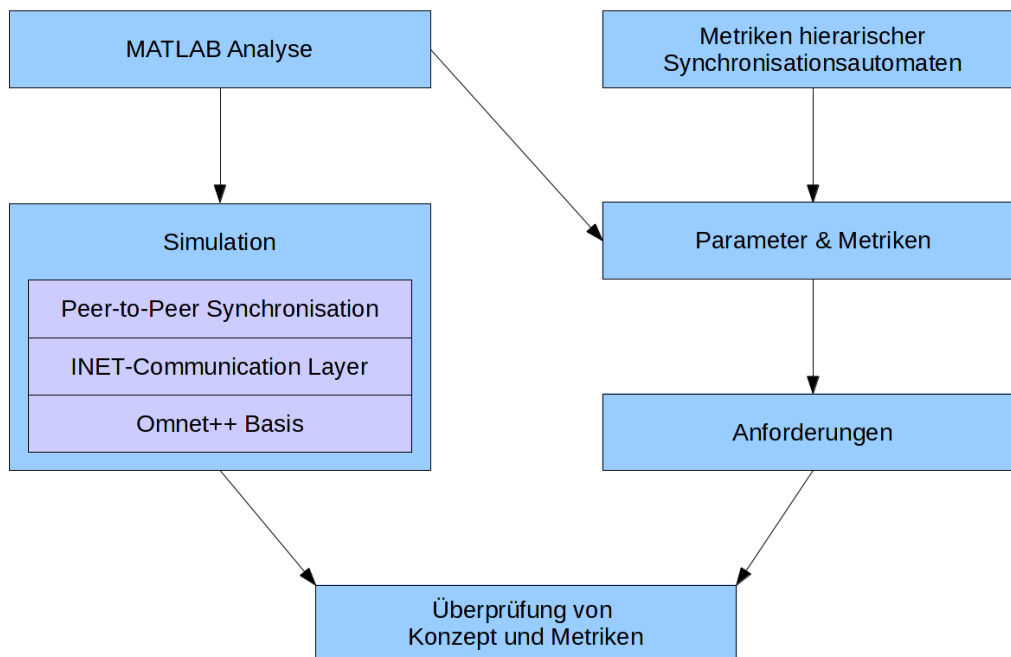 MATLAB Analyse
Metriken hierarischer
Synchronisationsautomaten
Simulation
Parameter & Metriken
Peer-to-Peer Synchronisation
INET-Communication Layer
Omnet++ Basis
Anforderungen
Überprüfung von
Konzept und Metriken